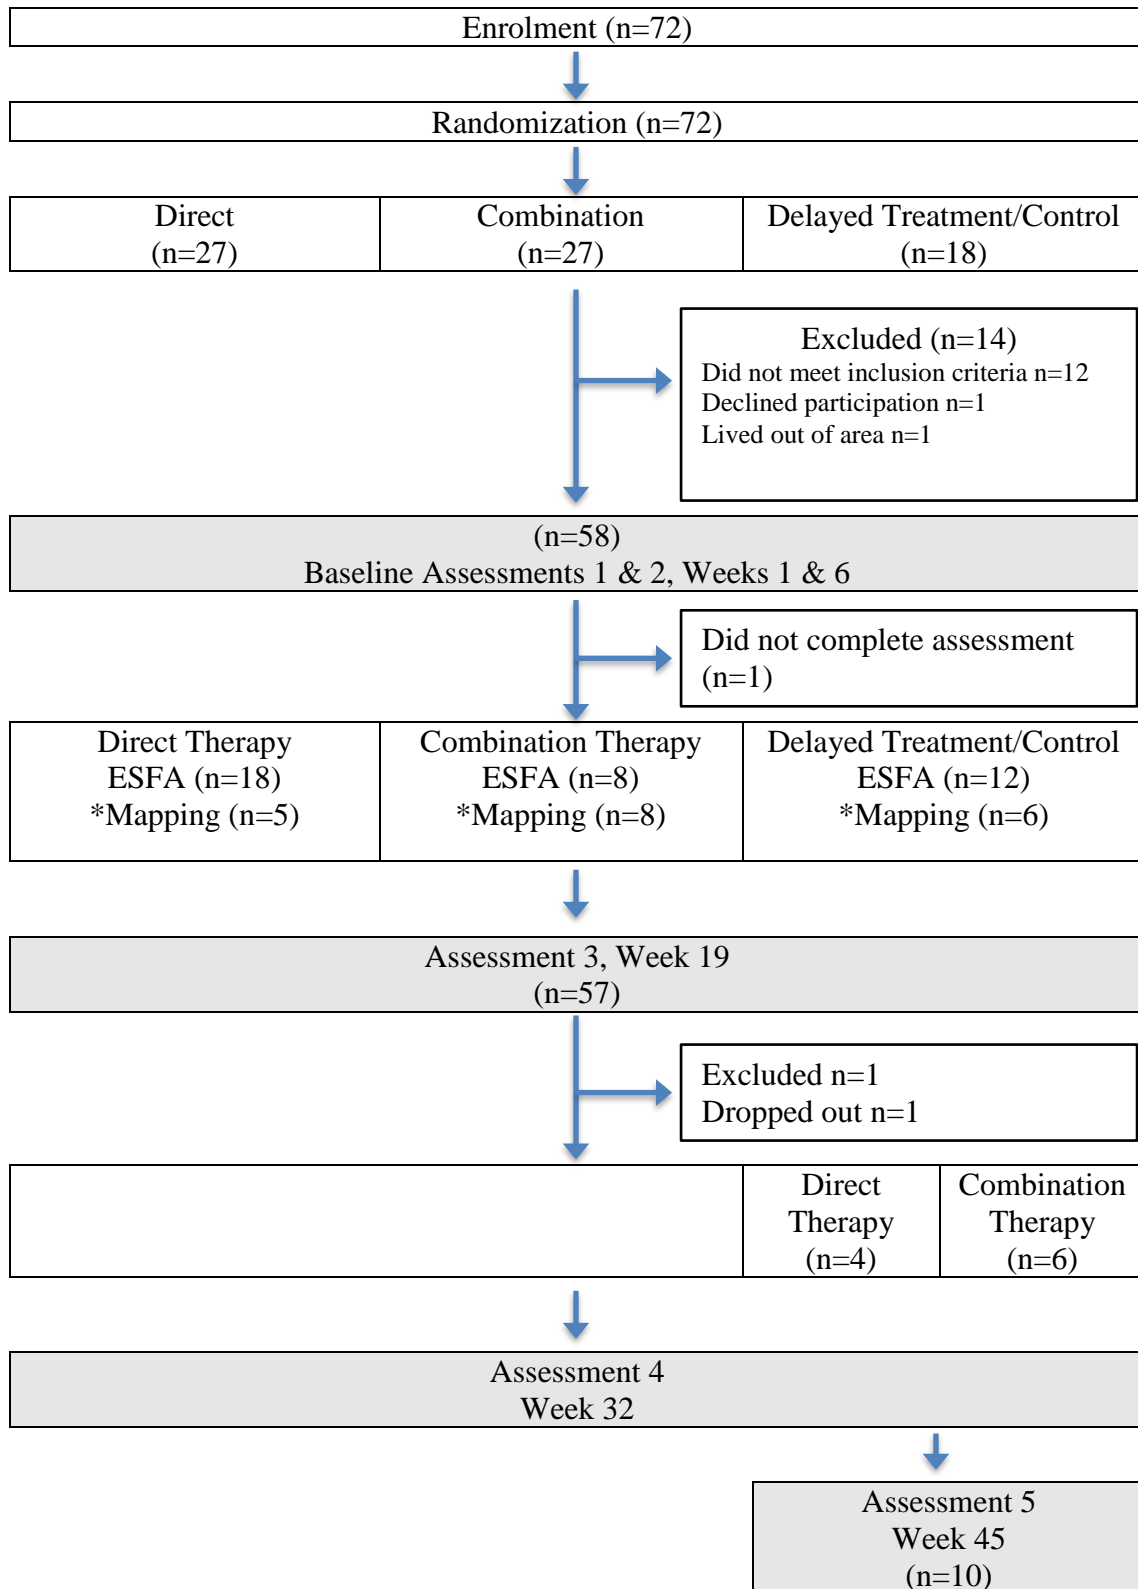 Enrolment (n=72)
Randomization (n=72)
Direct
(n=27)
Combination
(n=27)
Delayed Treatment/Control
(n=18)
Excluded (n=14)
Did not meet inclusion criteria n=12
Declined participation n=1
Lived out of area n=1
(n=58)
Baseline Assessments 1 & 2, Weeks 1 & 6
Did not complete assessment
(n=1)
Direct Therapy
ESFA (n=18)
*Mapping (n=5)
Combination Therapy
ESFA (n=8)
*Mapping (n=8)
Delayed Treatment/Control
ESFA (n=12)
*Mapping (n=6)
Assessment 3, Week 19
(n=57)
Excluded n=1
Dropped out n=1
Direct
Therapy
(n=4)
Combination
Therapy
(n=6)
Assessment 4
Week 32
Assessment 5
Week 45
(n=10)